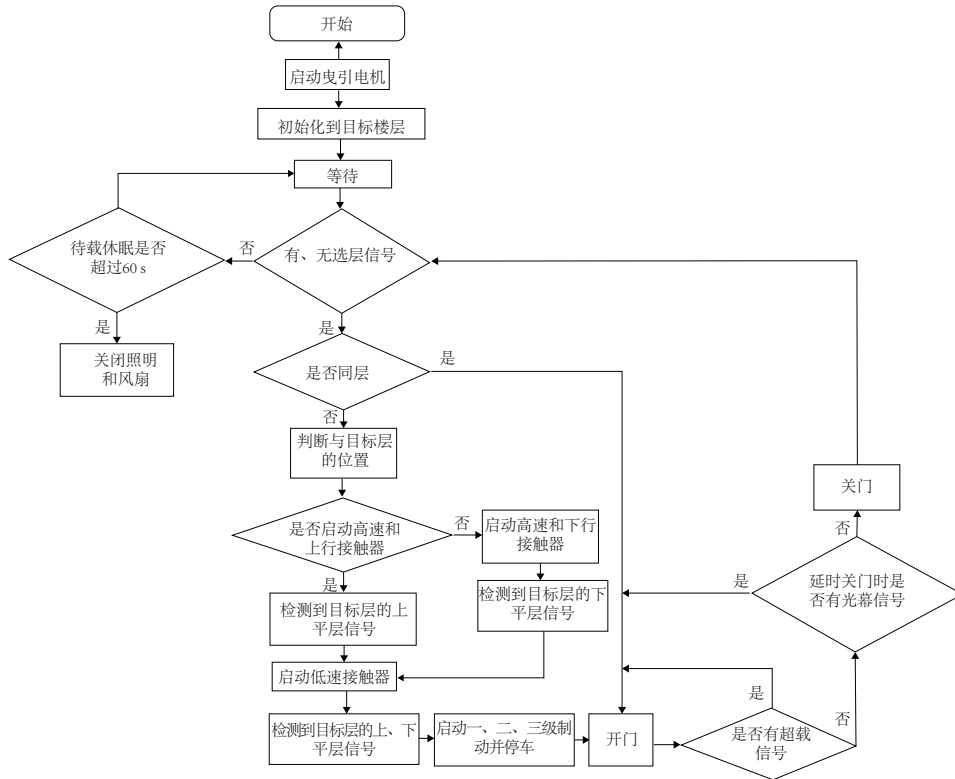 开始
启动曳引电机
初始化到目标楼层
等待
待载休眠是否
超过60 s
否
有、无选层信号
是
关闭照明
和风扇
是
是否同层
是
否
判断与目标层
的位置
是否启动高速和
上行接触器
否
启动高速和下行
接触器
是
检测到目标层的上
平层信号
检测到目标层的下
平层信号
启动低速接触器
检测到目标层的上、下
平层信号
启动一、二、三级制
动并停车
开门
是否有超载
信号
是
否
延时关门时是
否有光幕信号
是
否
关门